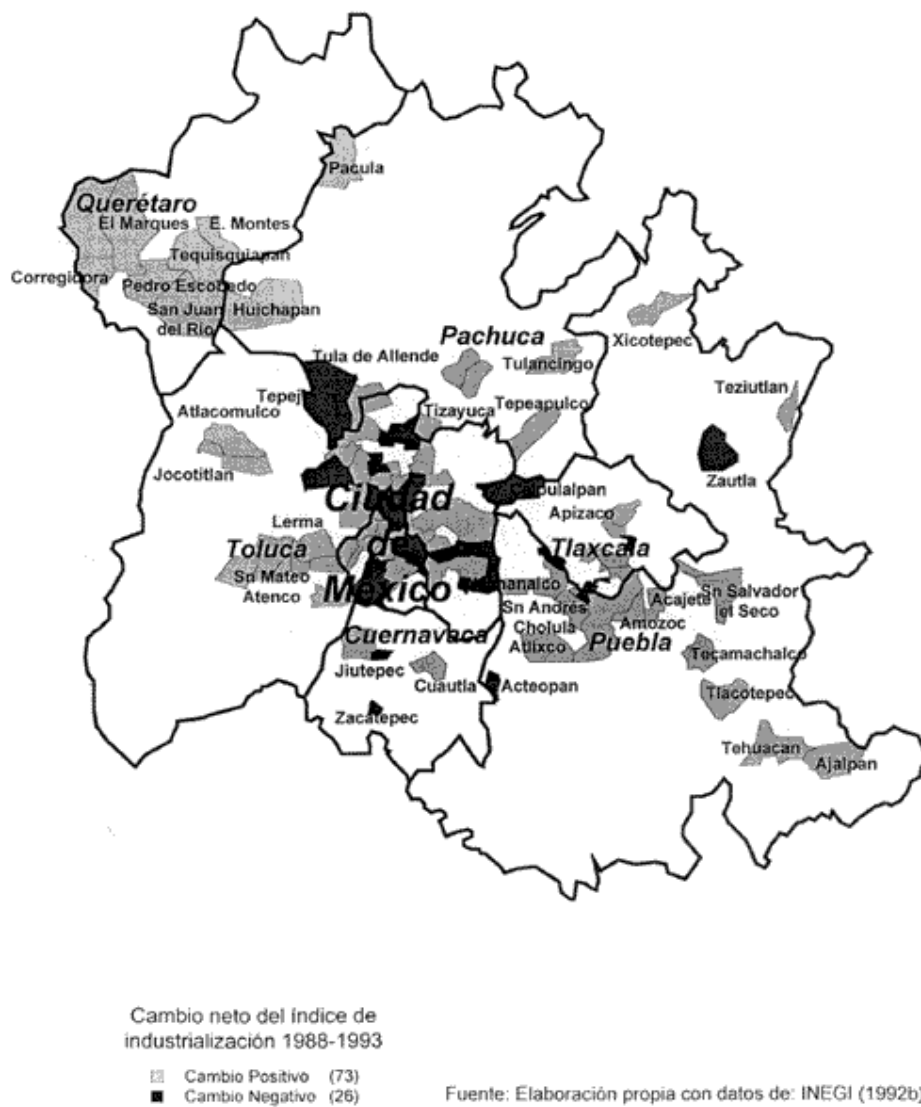 Pacula
Querétaro
El Marques
E. Montes
Tequisquiapan
Corregidora
Pedro Escobedo
San Juan
del Rio
Huichapan
Pachuca
Xicotepec
Tula de Allende
Tulancingo
Teziutlan
Tepeji
Tizayuca
Tepeapulco
Atlacomulco
Jocotitlan
Zautla
Ciudad
de
México
Calpulalpan
Apizaco
Lerma
Toluca
Tlaxcala
Sn Mateo
Atenco
Sn Andrés
Cholula
Atlixco
Acajete
Sn Salvador
el Seco
Amozoc
Puebla
Cuernavaca
Jiutepec
Tecamachalco
Cuautla
Acteopan
Tlacotepec
Zacatepec
Tehuacan
Ajalpan
Cambio neto del índice de
industrialización 1988-1993
Cambio Positivo (73)
Cambio Negativo (26)
Fuente: Elaboración propia con datos de: INEGI (1992b)